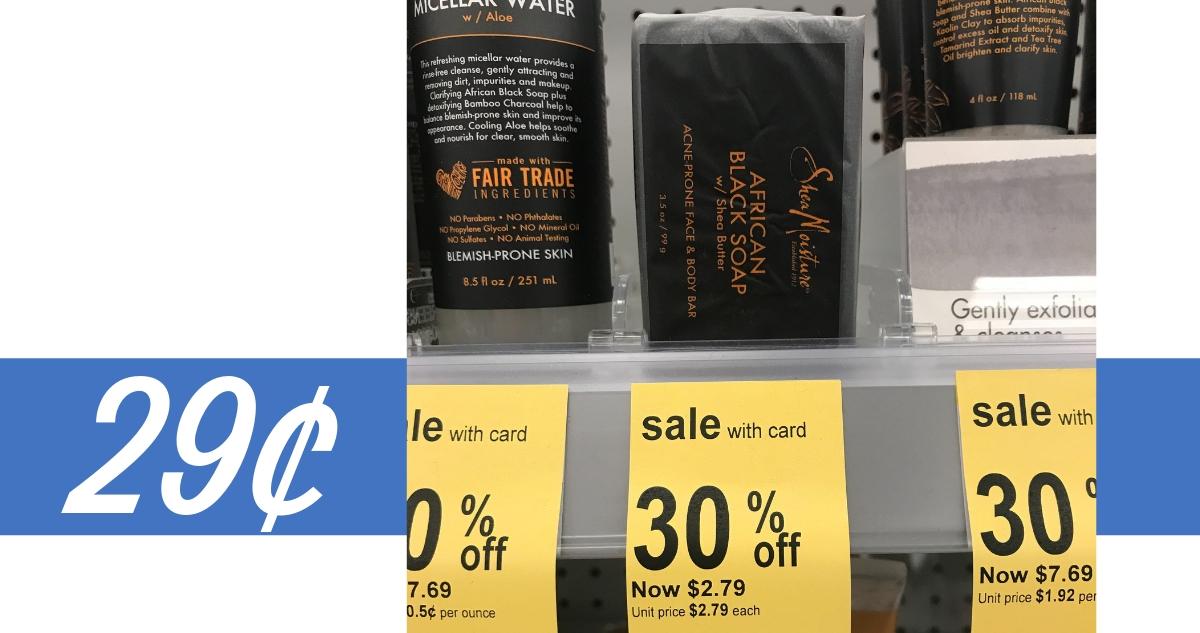 29¢
MICELLAR WATER
w / Aloe
This refreshing micellar water provides a
rinse-free cleanse, gently attracting and
removing dirt, impurities and makeup.
Clarifying African Black Soap plus
detoxifying Bamboo Charcoal help to
balance blemish-prone skin and improve its
appearance. Cooling Aloe helps soothe
and nourish for clear, smooth skin.
made with
FAIR TRADE
INGREDIENTS
NO Parabens • NO Phthalates
NO Propylene Glycol • NO Mineral Oil
NO Sulfates • NO Animal Testing
BLEMISH-PRONE SKIN
8.5 fl oz / 251 mL
SheaMoisture
Established 1912
AFRICAN
BLACK SOAP
w/ Shea Butter
ACNE-PRONE FACE & BODY BAR
3.5 oz / 99 g
blemish-prone skin. African Black
Soap and Shea Butter combine with
Kaolin Clay to absorb impurities,
control excess oil and detoxify skin.
Tamarind Extract and Tea Tree
Oil brighten and clarify skin.
4 fl oz / 118 mL
Gently exfolia
& cleanses
le with card
0 % off
7.69
0.5¢ per ounce
sale with card
30 % off
Now $2.79
Unit price $2.79 each
sale with
30 %
Now $7.69
Unit price $1.92 per